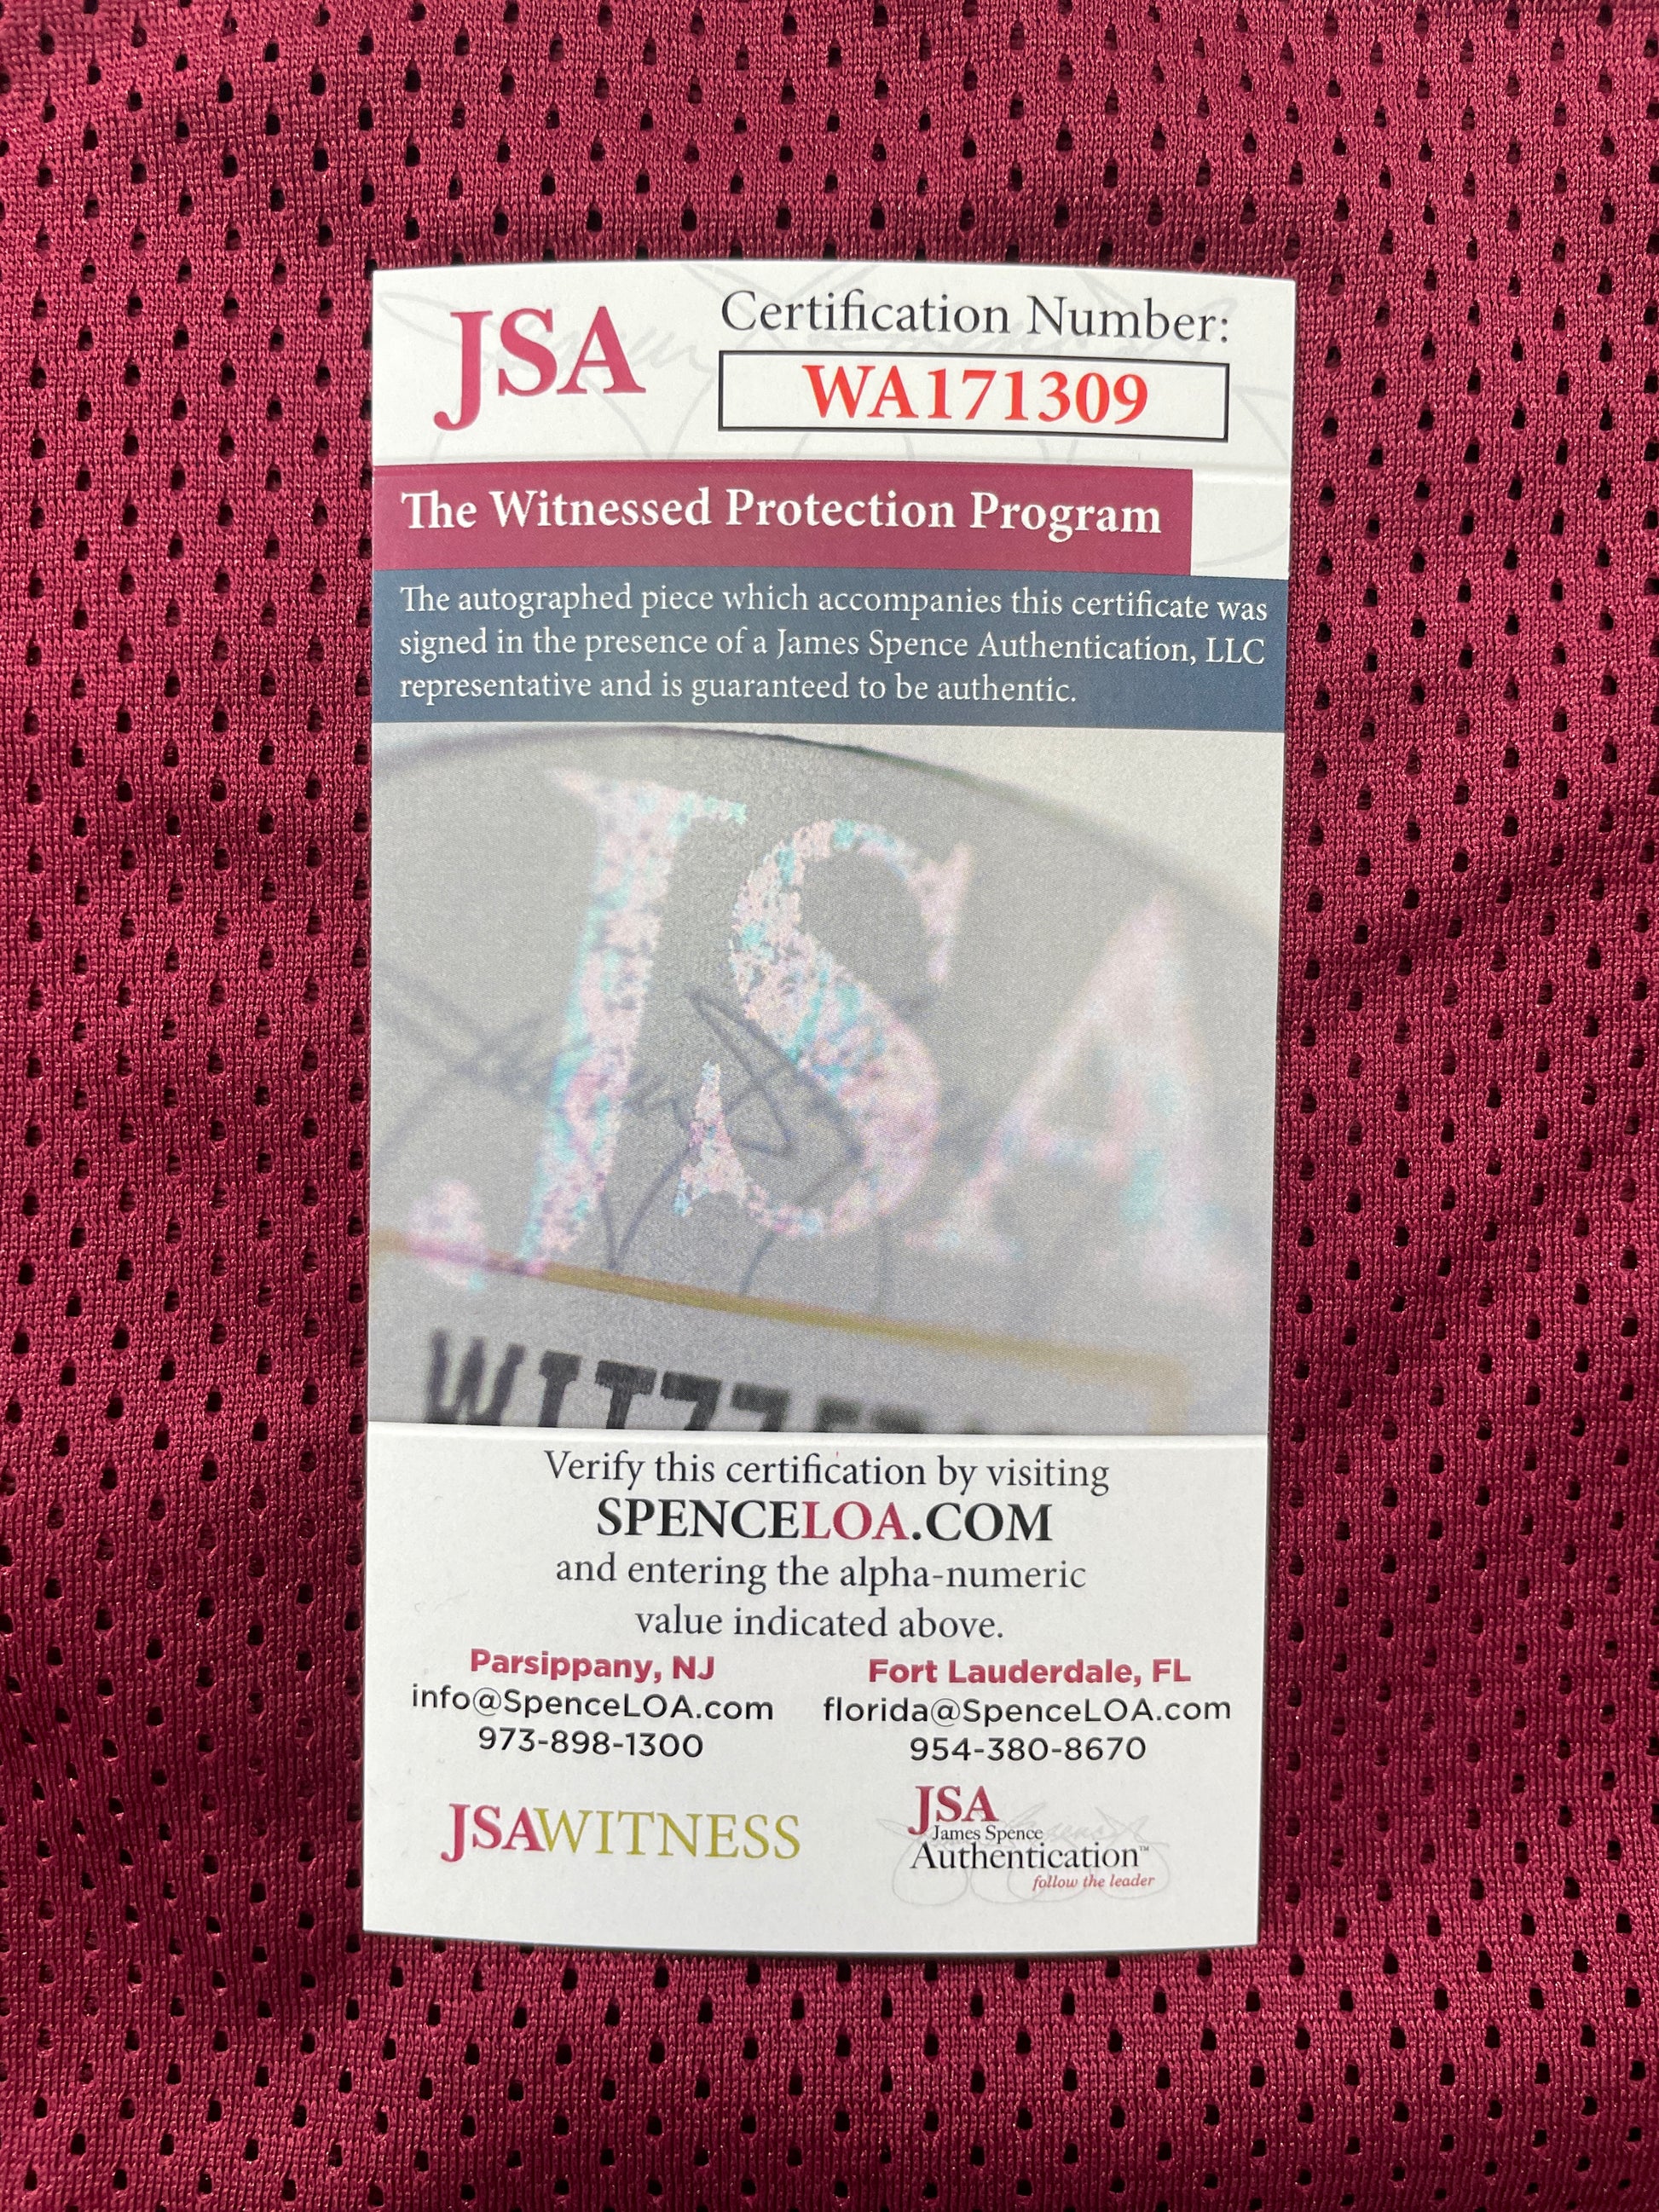 JSA
Certification Number:
WA171309
The Witnessed Protection Program
The autographed piece which accompanies this certificate was
signed in the presence of a James Spence Authentication, LLC
representative and is guaranteed to be authentic.
JSA
Verify this certification by visiting
SPENCELOA.COM
and entering the alpha-numeric
value indicated above.
Parsippany, NJ
info@SpenceLOA.com
973-898-1300
Fort Lauderdale, FL
florida@SpenceLOA.com
954-380-8670
JSAWITNESS
JSA
James Spence
Authentication™
follow the leader